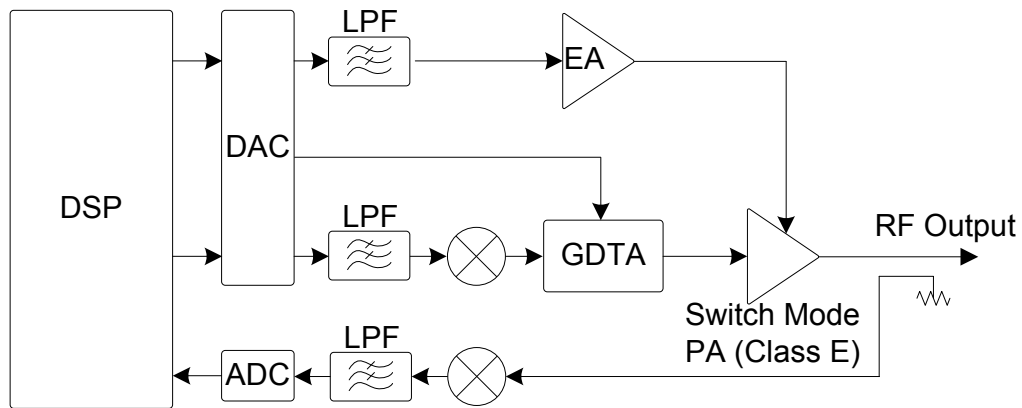 LPF
EA
DAC
DSP
LPF
GDTA
RF Output
Switch Mode
PA (Class E)
LPF
ADC